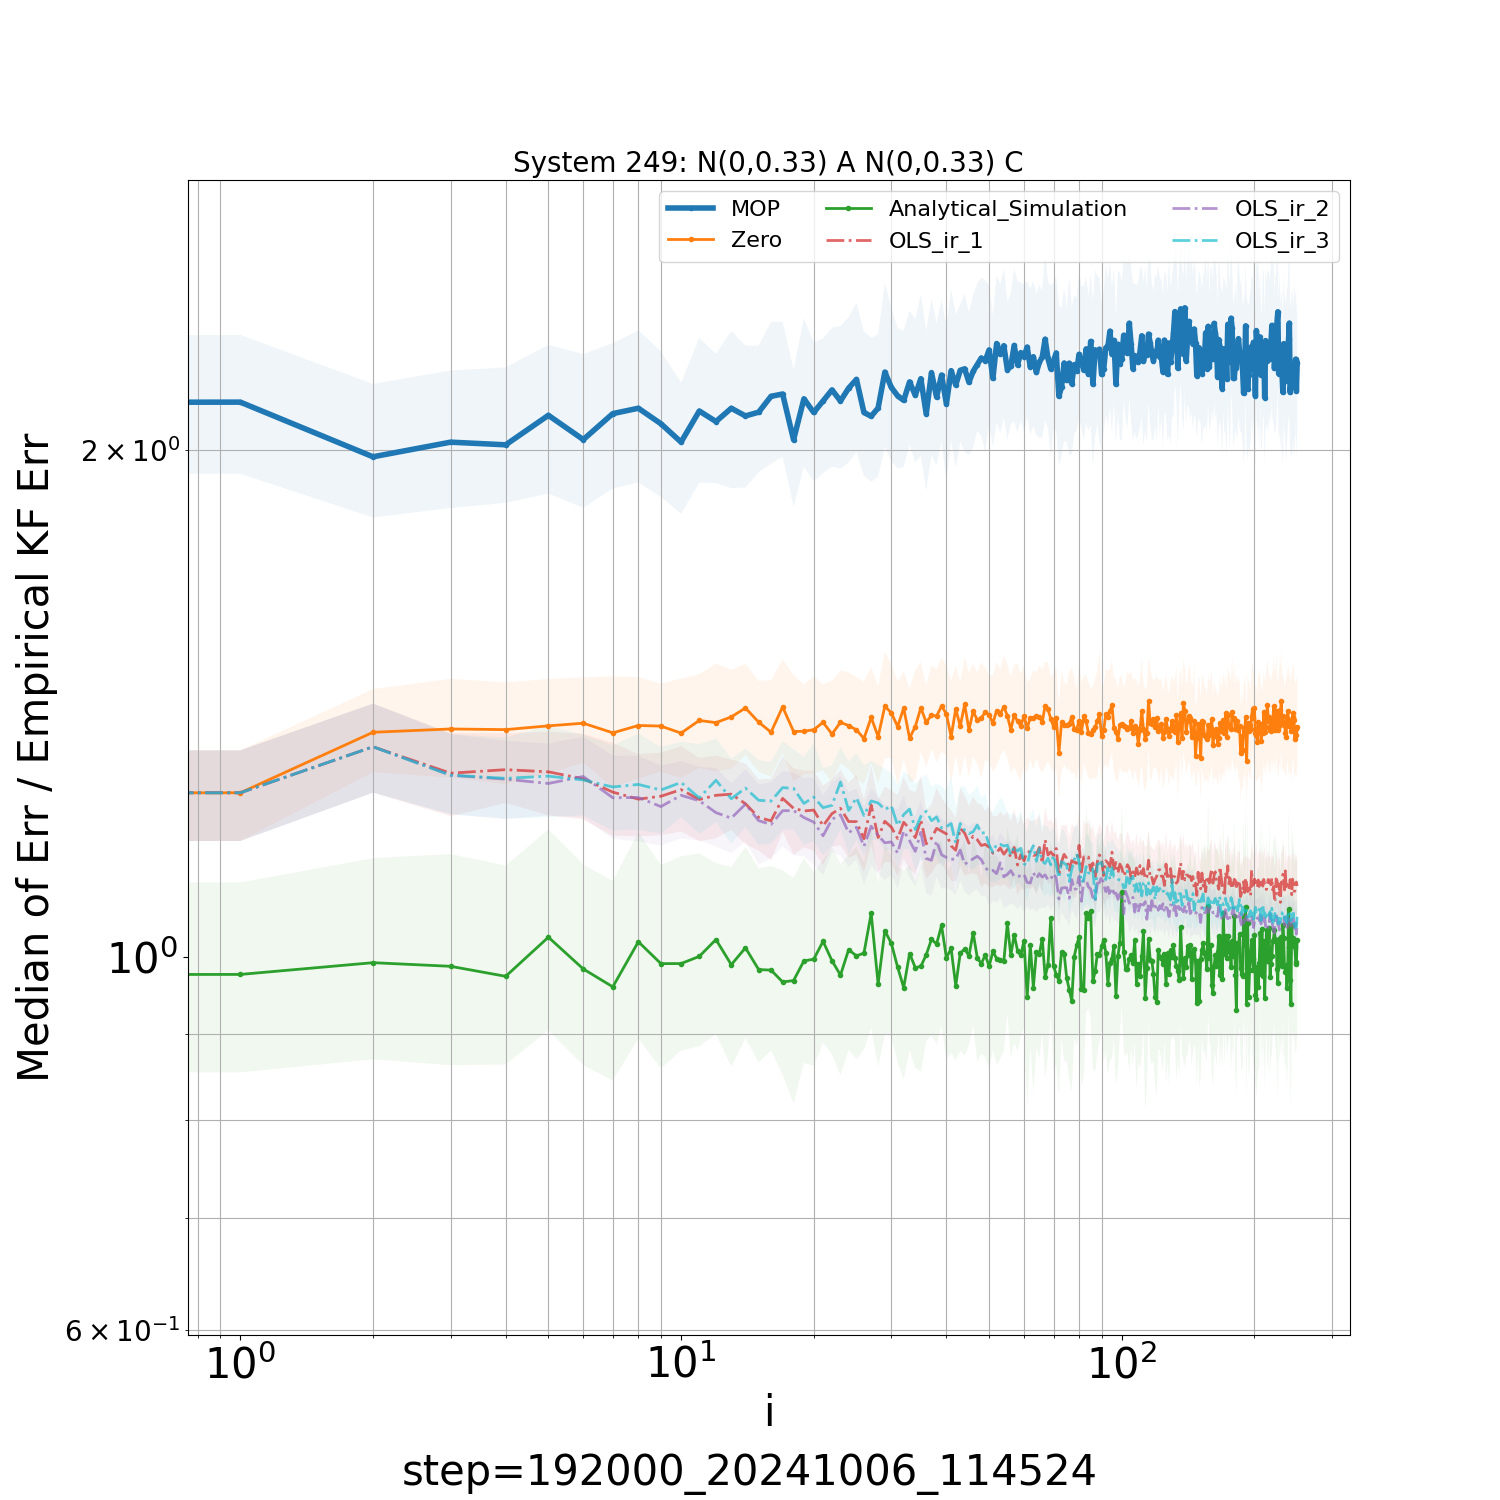 System 249: N(0,0.33) A N(0,0.33) C
MOP
Zero
Analytical_Simulation
OLS_ir_1
OLS_ir_2
OLS_ir_3
Median of Err / Empirical KF Err
2 × 10⁰
10⁰
6 × 10⁻¹
10⁰
10¹
10²
i
step=192000_20241006_114524